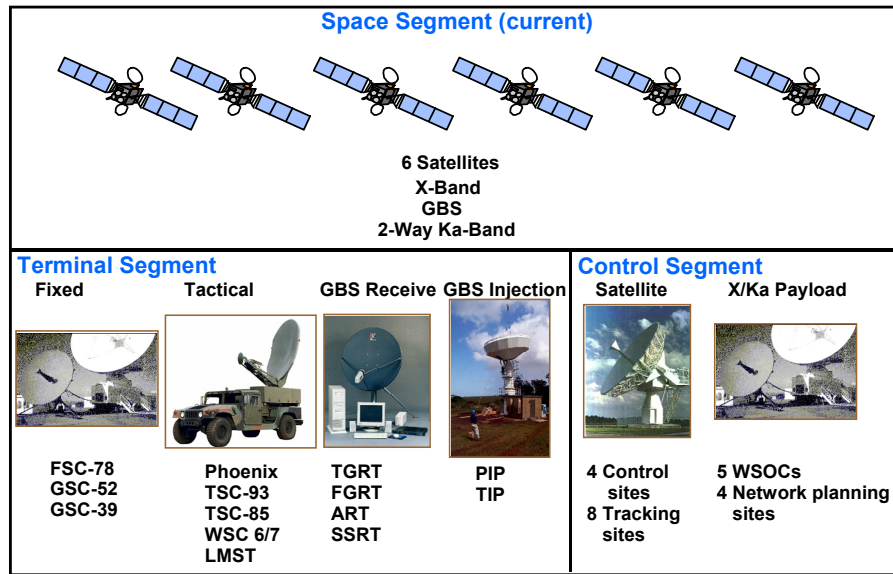 Space Segment (current)
6 Satellites
X-Band
GBS
2-Way Ka-Band
Terminal Segment
Fixed
Tactical
GBS Receive
GBS Injection
FSC-78
GSC-52
GSC-39
Phoenix
TSC-93
TSC-85
WSC 6/7
LMST
TGRT
FGRT
ART
SSRT
PIP
TIP
Control Segment
Satellite
X/Ka Payload
4 Control
sites
8 Tracking
sites
5 WSOCs
4 Network planning
sites